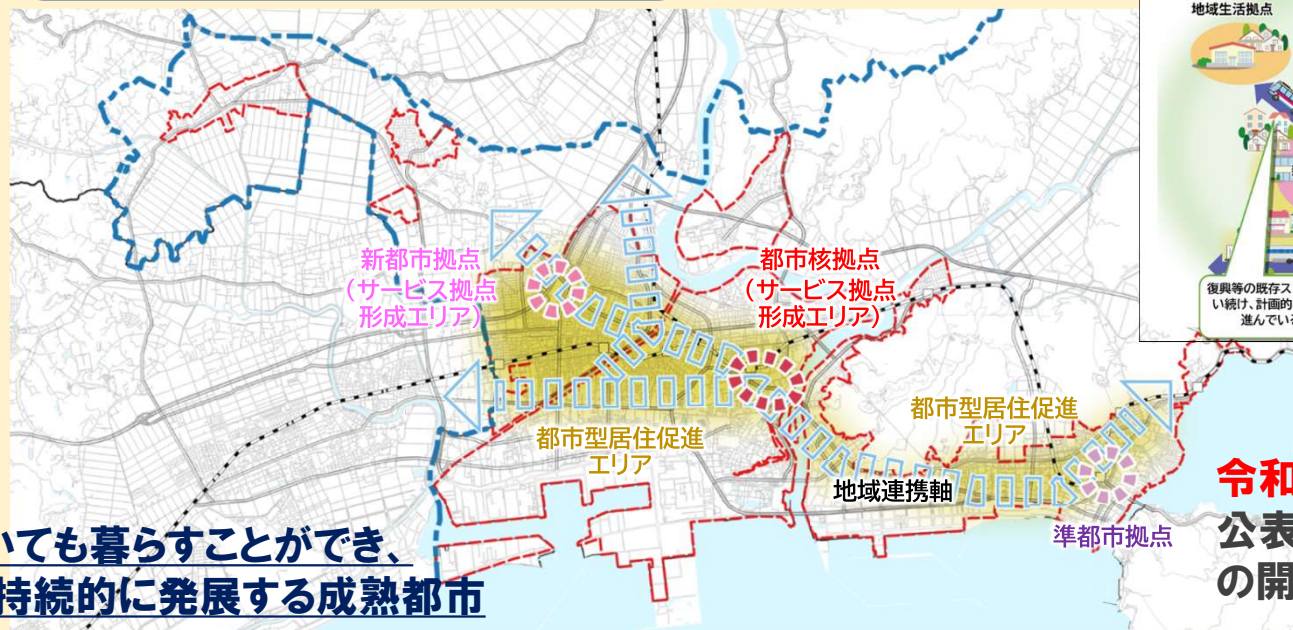 地域生活拠点
復興等の既存ス
い続け、計画的
進んでいる
新都市拠点
(サービス拠点
形成エリア)
都市核拠点
(サービス拠点
形成エリア)
都市型居住促進
エリア
都市型居住促進
エリア
地域連携軸
準都市拠点
いても暮らすことができ、
持続的に発展する成熟都市
令和
公表
の開